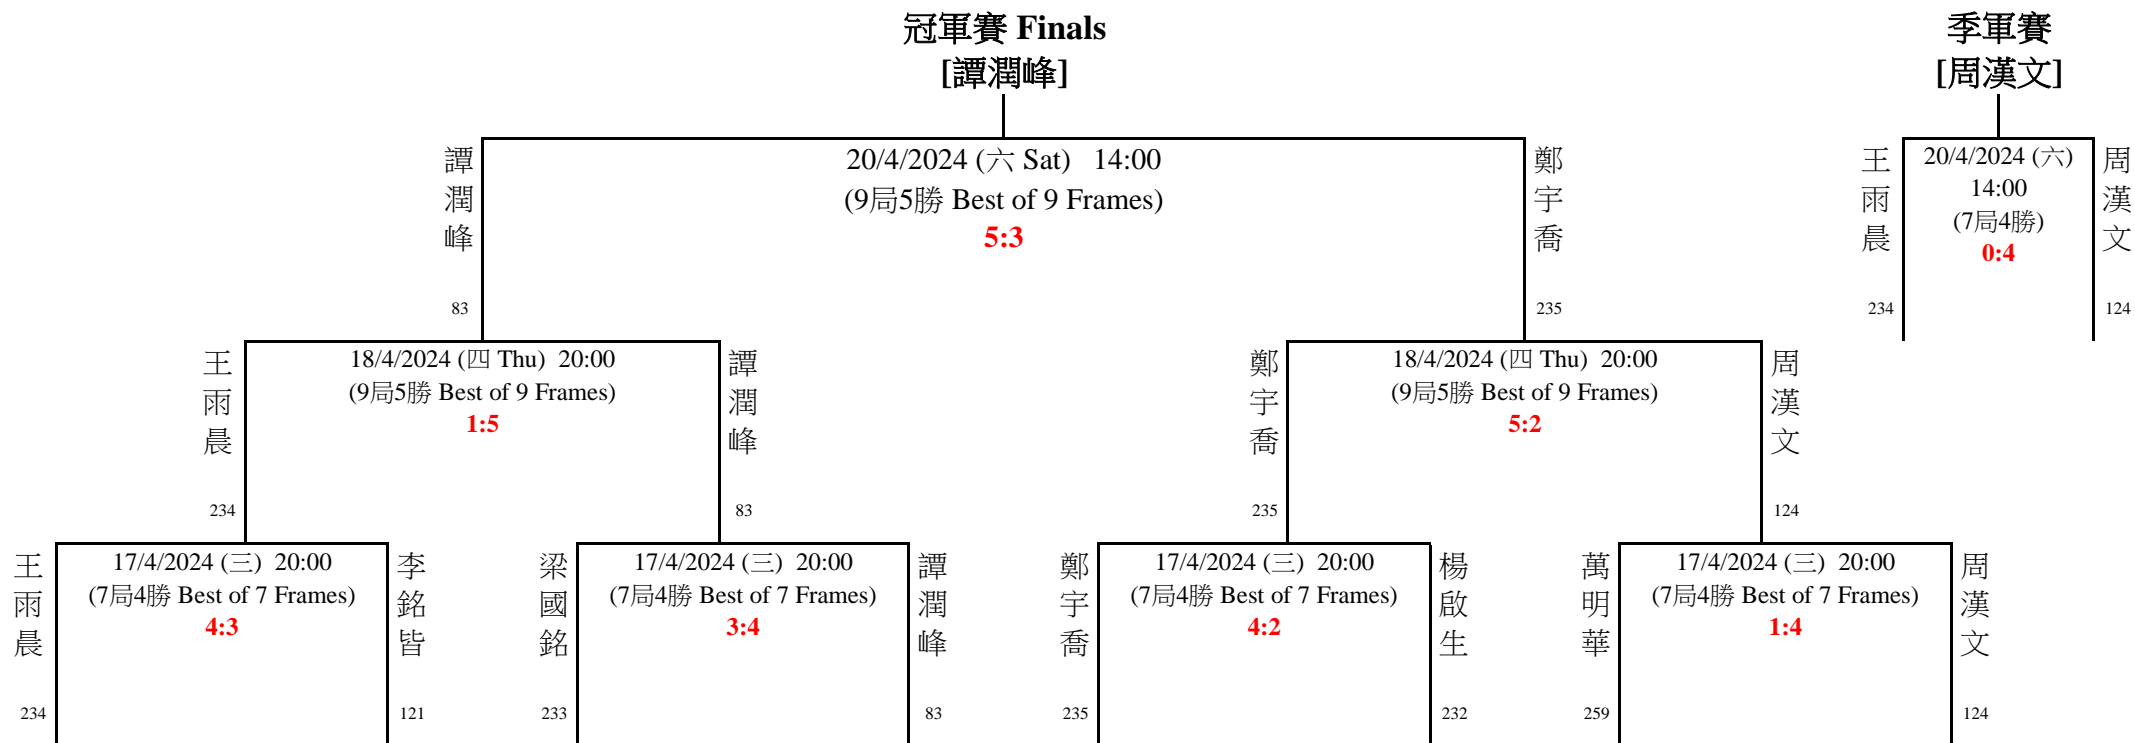 冠軍賽 Finals
[譚潤峰]
季軍賽
[周漢文]
譚潤峰
20/4/2024 (六 Sat) 14:00
(9局5勝 Best of 9 Frames)
5:3
鄭宇喬
83
235
王雨晨
20/4/2024 (六)
14:00
(7局4勝)
0:4
周漢文
234
124
王雨晨
18/4/2024 (四 Thu) 20:00
(9局5勝 Best of 9 Frames)
1:5
譚潤峰
234
83
鄭宇喬
18/4/2024 (四 Thu) 20:00
(9局5勝 Best of 9 Frames)
5:2
周漢文
235
124
王雨晨
17/4/2024 (三) 20:00
(7局4勝 Best of 7 Frames)
4:3
李銘皆
234
121
梁國銘
17/4/2024 (三) 20:00
(7局4勝 Best of 7 Frames)
3:4
譚潤峰
233
83
鄭宇喬
17/4/2024 (三) 20:00
(7局4勝 Best of 7 Frames)
4:2
楊啟生
235
232
萬明華
17/4/2024 (三) 20:00
(7局4勝 Best of 7 Frames)
1:4
周漢文
259
124